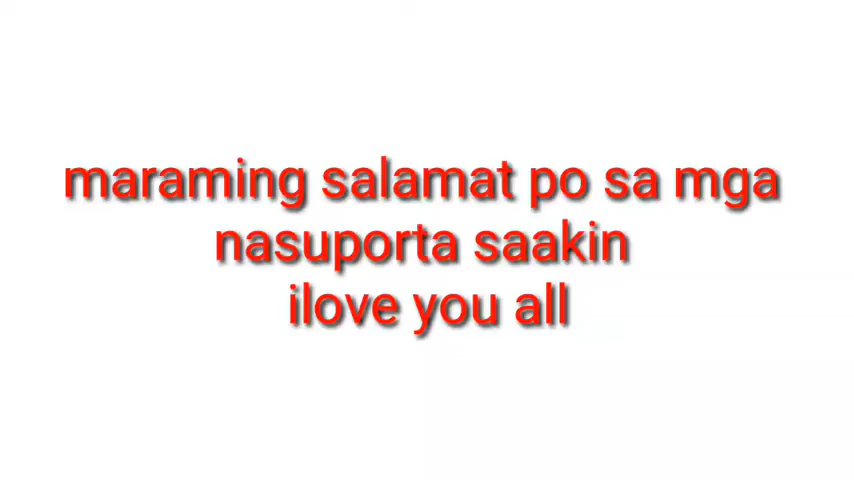 maraming salamat po sa mga
nasuporta saakin
ilove you all